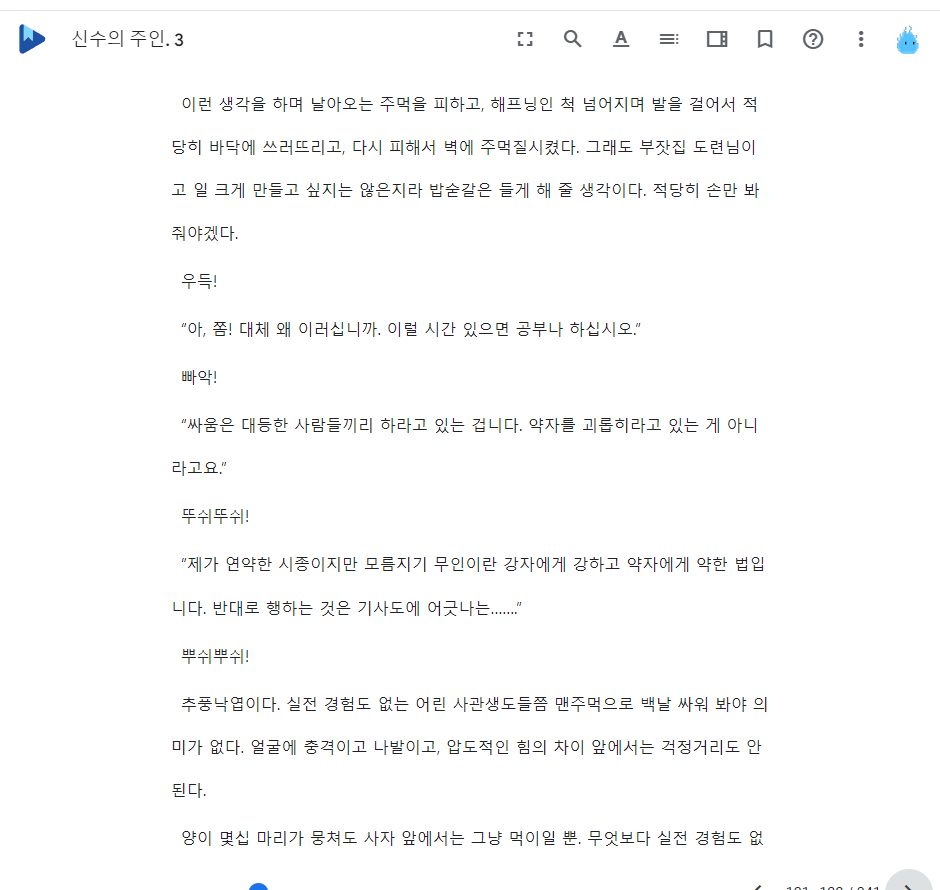 신수의 주인. 3
이런 생각을 하며 날아오는 주먹을 피하고, 해프닝인 척 넘어지며 발을 걸어서 적
당히 바닥에 쓰러뜨리고, 다시 피해서 벽에 주먹질시켰다. 그래도 부잣집 도련님이
고 일 크게 만들고 싶지는 않은지라 밥숟갈은 들게 해 줄 생각이다. 적당히 손만 봐
줘야겠다.
우득!
“아, 쫌! 대체 왜 이러십니까. 이럴 시간 있으면 공부나 하십시오.”
빠악!
“싸움은 대등한 사람들끼리 하라고 있는 겁니다. 약자를 괴롭히라고 있는 게 아니
라고요.”
뚜쉬뚜쉬!
“제가 연약한 시종이지만 모름지기 무인이란 강자에게 강하고 약자에게 약한 법입
니다. 반대로 행하는 것은 기사도에 어긋나는.......”
뿌쉬뿌쉬!
추풍낙엽이다. 실전 경험도 없는 어린 사관생도들쯤 맨주먹으로 백날 싸워 봐야 의
미가 없다. 얼굴에 충격이고 나발이고, 압도적인 힘의 차이 앞에서는 걱정거리도 안
된다.
양이 몇십 마리가 뭉쳐도 사자 앞에서는 그냥 먹이일 뿐. 무엇보다 실전 경험도 없